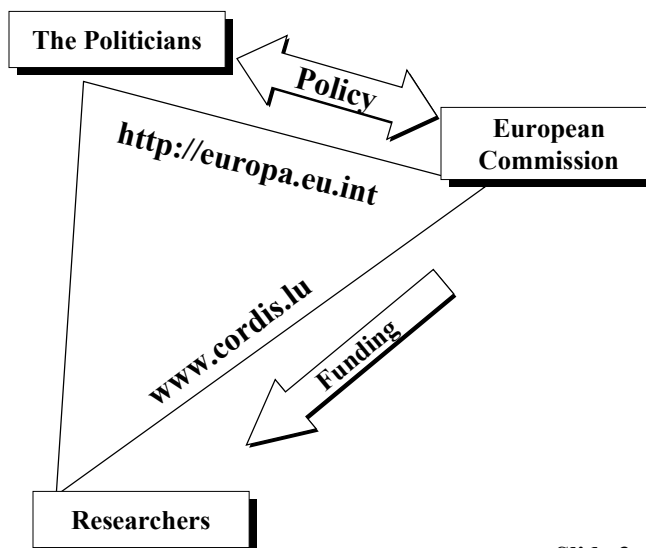 The Politicians
Policy
European
Commission
http://europa.eu.int
www.cordis.lu
Funding
Researchers